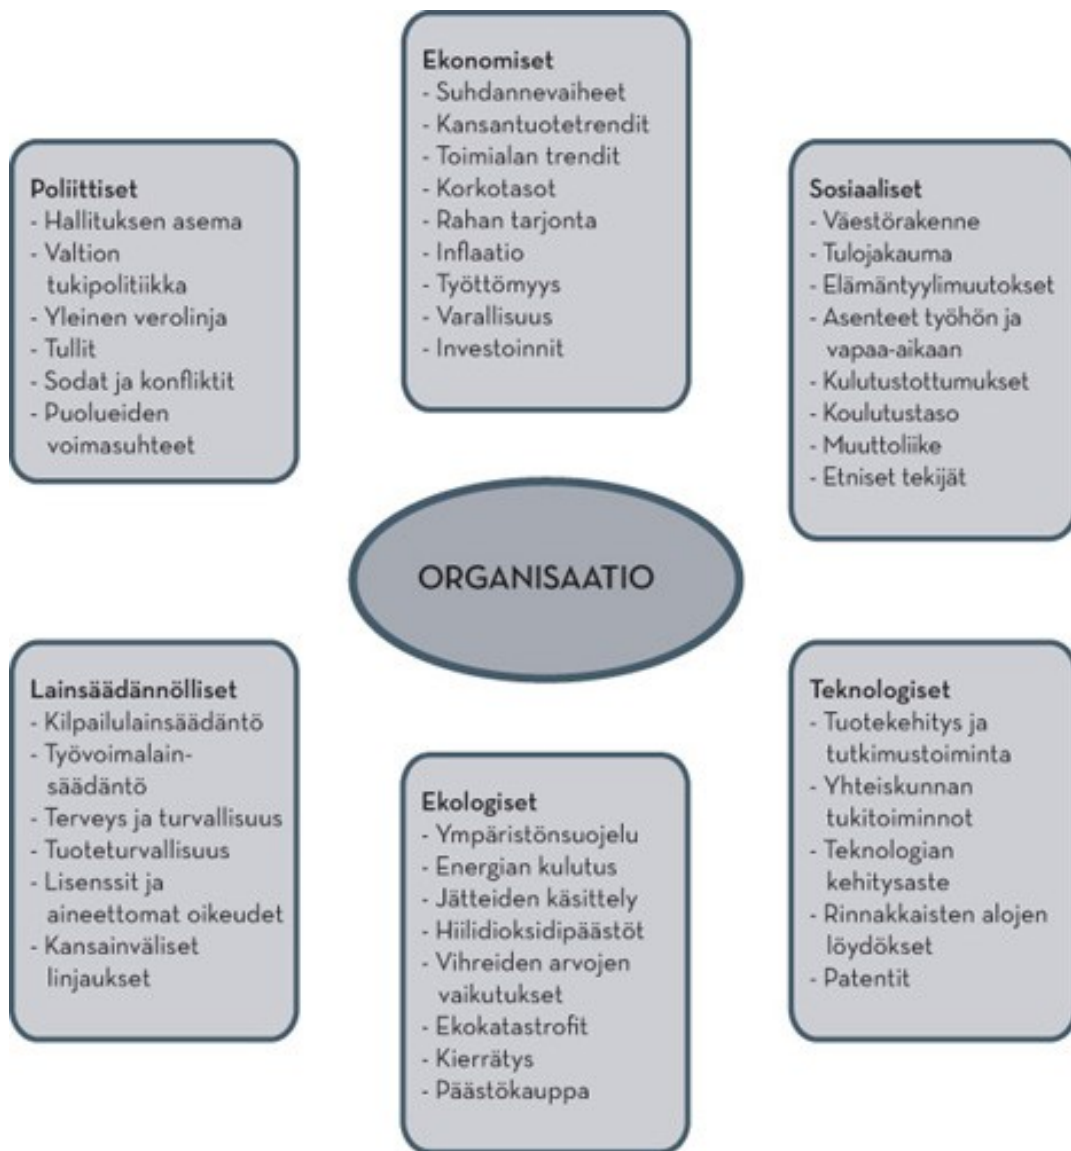 Ekonomiset
- Suhdannevaiheet
- Kansantuotetrendit
- Toimialan trendit
- Korkotasot
- Rahan tarjonta
- Inflaatio
- Työttömyys
- Varallisuus
- Investoinnit
Poliittiset
- Hallituksen asema
- Valtion
tukipolitiikka
- Yleinen verolinja
- Tullit
- Sodat ja konfliktit
- Puolueiden
voimasuhteet
Sosiaaliset
- Väestörakenne
- Tulojakauma
- Elämäntyylimuutokset
- Asenteet työhön ja
vapaa-aikaan
- Kulutustottumukset
- Koulutustaso
- Muuttoliike
- Etniset tekijät
ORGANISAATIO
Lainsäädännölliset
- Kilpailulainsäädäntö
- Työvoimalain-
säädäntö
- Terveys ja turvallisuus
- Tuoteturvallisuus
- Lisenssit ja
aineettomat oikeudet
- Kansainväliset
linjaukset
Ekologiset
- Ympäristönsuojelu
- Energian kulutus
- Jätteiden käsittely
- Hiilidioksidipäästöt
- Vihreiden arvojen
vaikutukset
- Ekokatastrofit
- Kierrätys
- Päästökauppa
Teknologiset
- Tuotekehitys ja
tutkimustoiminta
- Yhteiskunnan
tukitoiminnot
- Teknologian
kehitysaste
- Rinnakkaisten alojen
löydökset
- Patentit